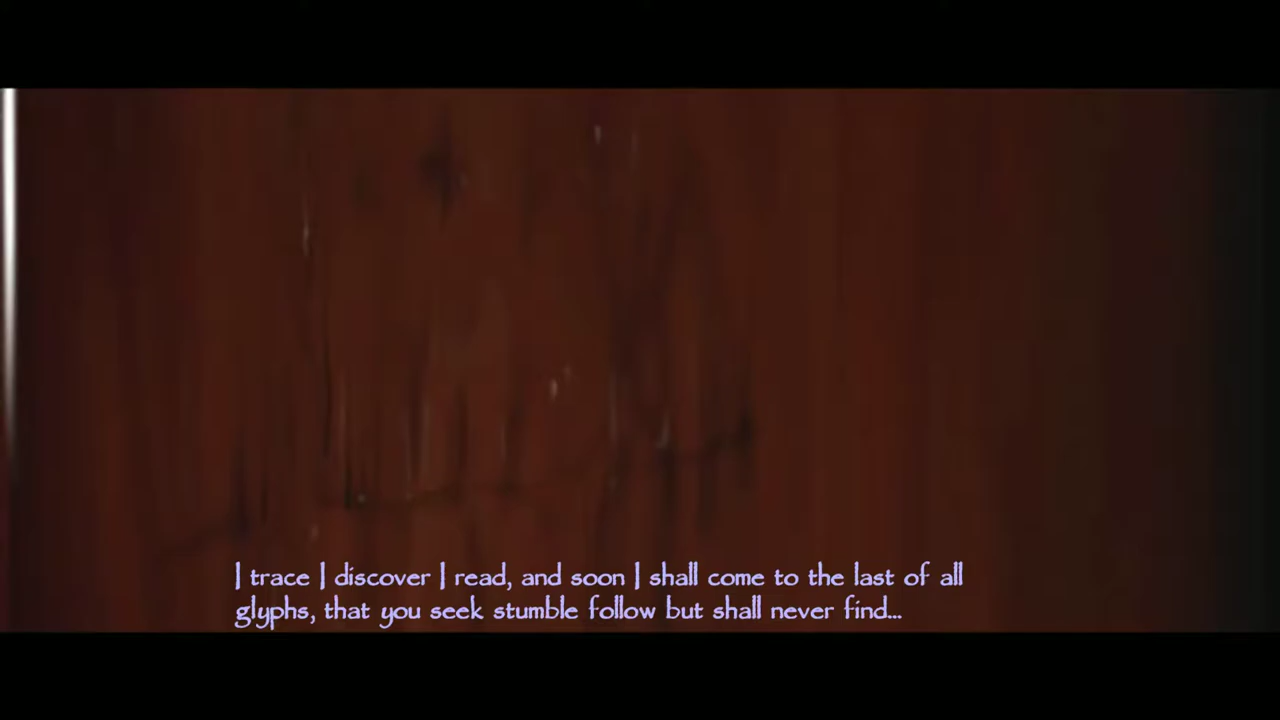 I trace I discover I read, and soon I shall come to the last of all
glyphs, that you seek stumble follow but shall never find...